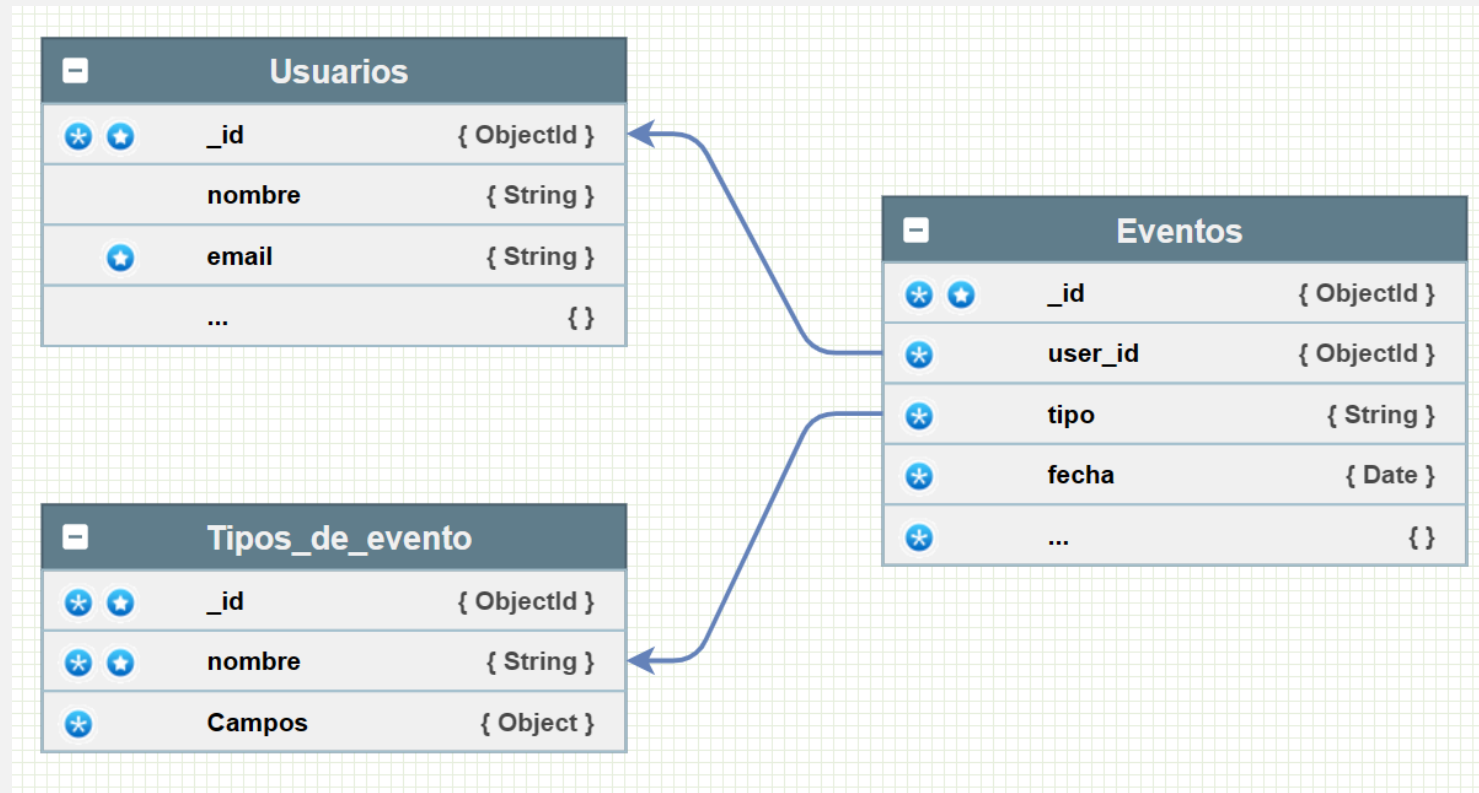 Usuarios
_id { ObjectId }
nombre { String }
email { String }
... { }
Eventos
_id { ObjectId }
user_id { ObjectId }
tipo { String }
fecha { Date }
... { }
Tipos_de_evento
_id { ObjectId }
nombre { String }
Campos { Object }